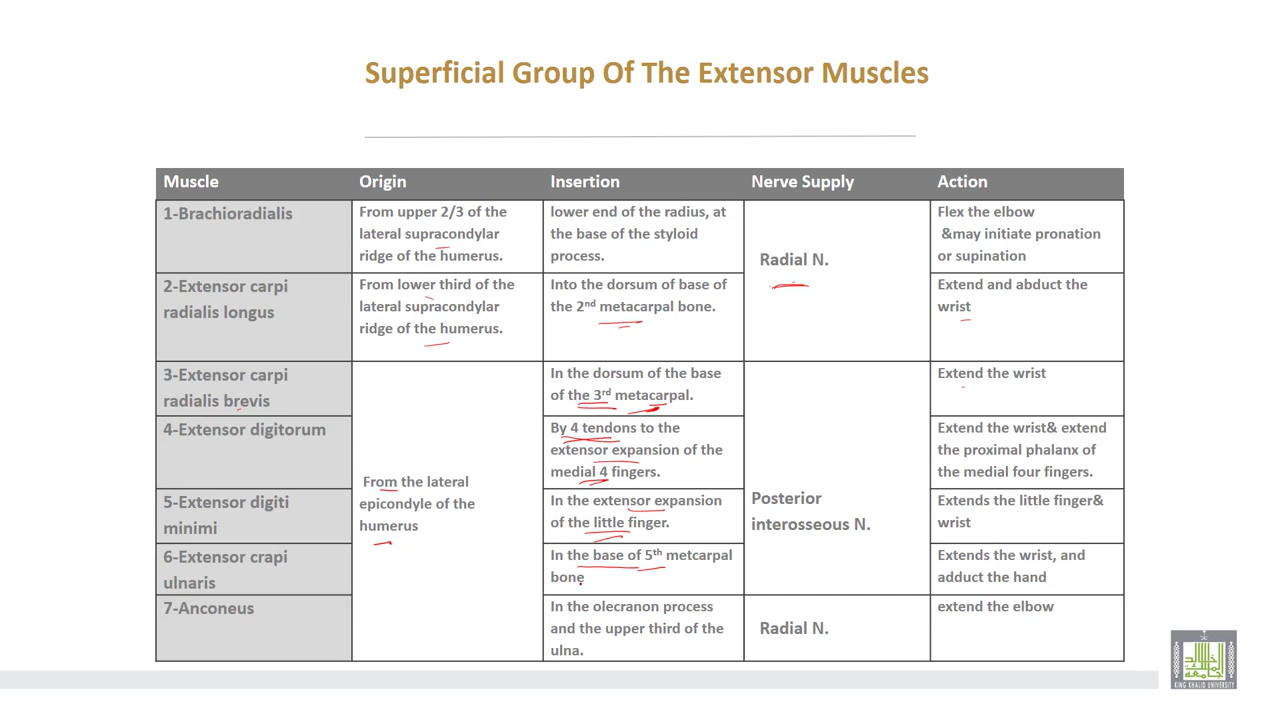 Superficial Group Of The Extensor Muscles
Muscle
Origin
Insertion
Nerve Supply
Action
1-Brachioradialis
From upper 2/3 of the
lateral supracondylar
ridge of the humerus.
lower end of the radius, at
the base of the styloid
process.
Radial N.
Flex the elbow
&may initiate pronation
or supination
2-Extensor carpi
radialis longus
From lower third of the
lateral supracondylar
ridge of the humerus.
Into the dorsum of base of
the 2nd metacarpal bone.
Extend and abduct the
wrist
3-Extensor carpi
radialis brevis
From the lateral
epicondyle of the
humerus
In the dorsum of the base
of the 3rd metacarpal.
Posterior
interosseous N.
Extend the wrist
4-Extensor digitorum
By 4 tendons to the
extensor expansion of the
medial 4 fingers.
Extend the wrist& extend
the proximal phalanx of
the medial four fingers.
5-Extensor digiti
minimi
In the extensor expansion
of the little finger.
Extends the little finger&
wrist
6-Extensor crapi
ulnaris
In the base of 5th metcarpal
bone
Extends the wrist, and
adduct the hand
7-Anconeus
In the olecranon process
and the upper third of the
ulna.
Radial N.
extend the elbow
KING KHALID UNIVERSITY